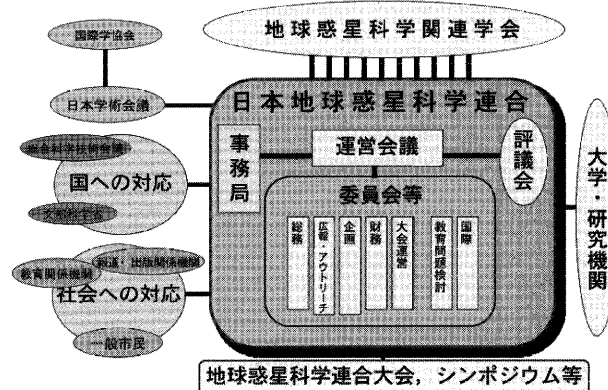 国際学協会
地球惑星科学関連学会
日本学術会議
日本地球惑星科学連合
事務局
運営会議
評議会
総合科学技術会議
国への対応
文部科学省
委員会等
総務
広報・アウトリーチ
企画
財務
大会運営
教育問題検討
国際
大学・研究機関
報道・出版関係機関
教育関係機関
社会への対応
一般市民
地球惑星科学連合大会，シンポジウム等